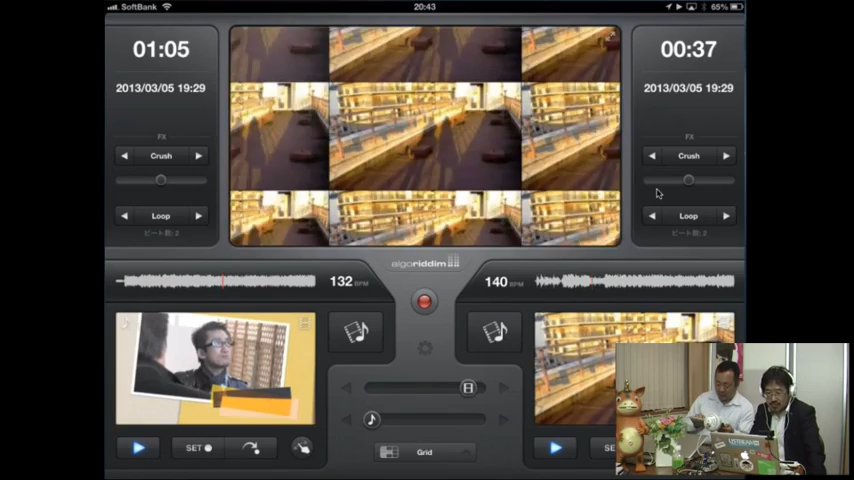 SoftBank
20:43
65%
01:05
2013/03/05 19:29
FX
Crush
Loop
ビート数: 2
00:37
2013/03/05 19:29
FX
Crush
Loop
ビート数: 2
algoriddim
132 BPM
140 BPM
SET
SE
Grid
USTREAM